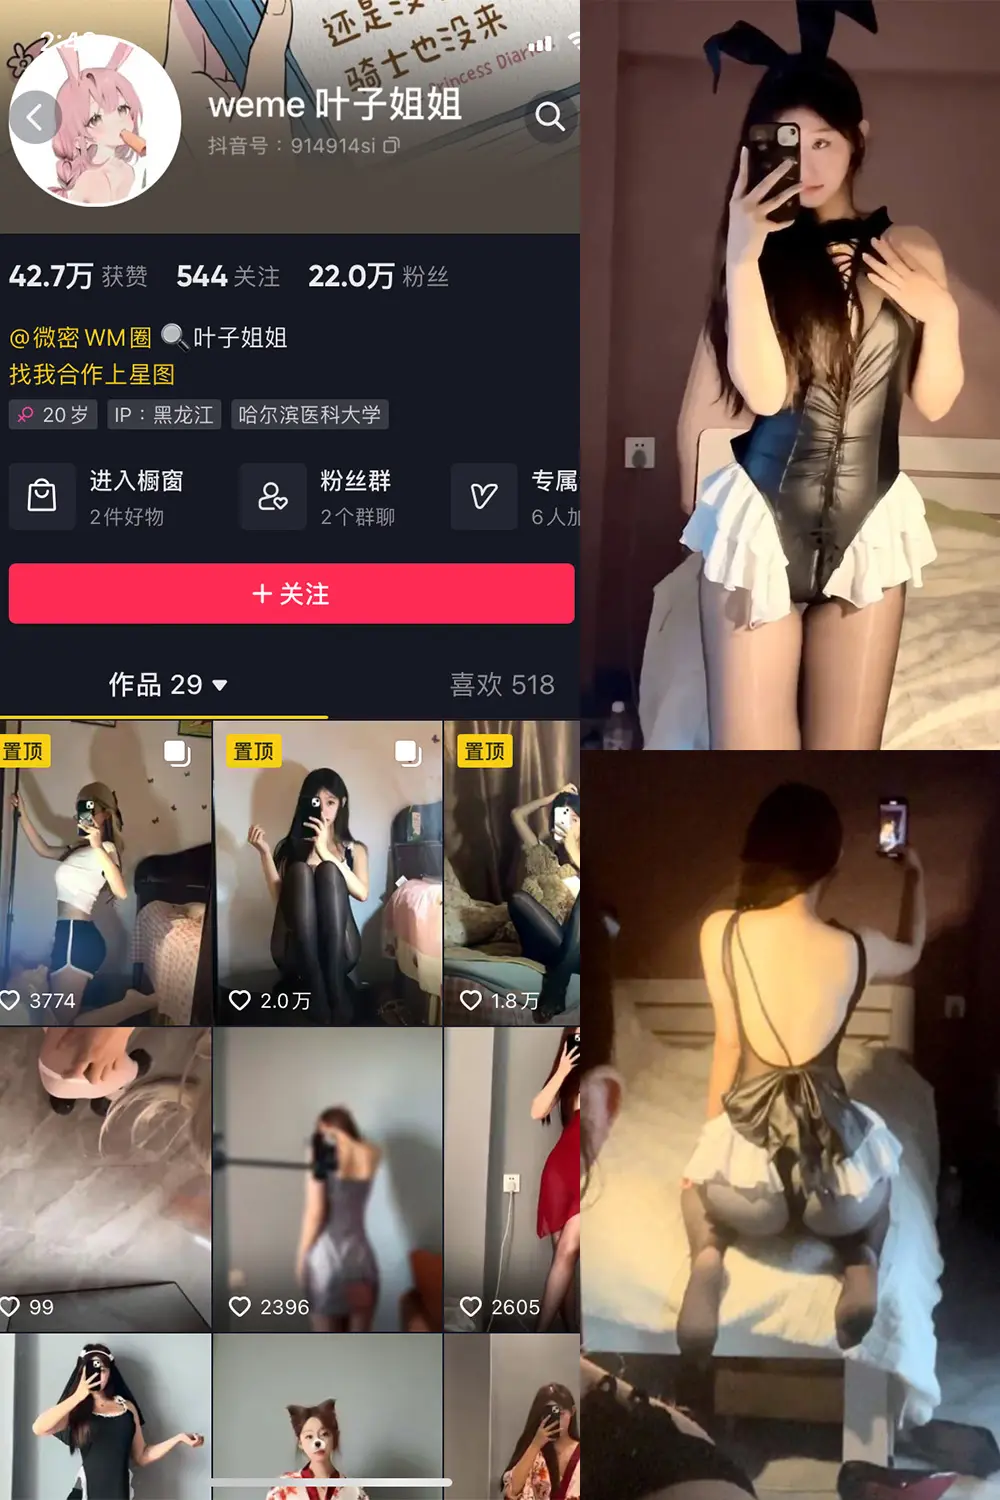 还是没
骑士也没来
Princess Diar
2:48
weme 叶子姐姐
抖音号：914914si
42.7万 获赞 544 关注 22.0万 粉丝
@微密WM圈 🔍叶子姐姐
找我合作上星图
20岁 IP：黑龙江 哈尔滨医科大学
进入橱窗 粉丝群 专属
2件好物 2个群聊 6人加
+ 关注
作品 29 喜欢 518
置顶 置顶 置顶
3774 2.0万 1.8万
99 2396 2605